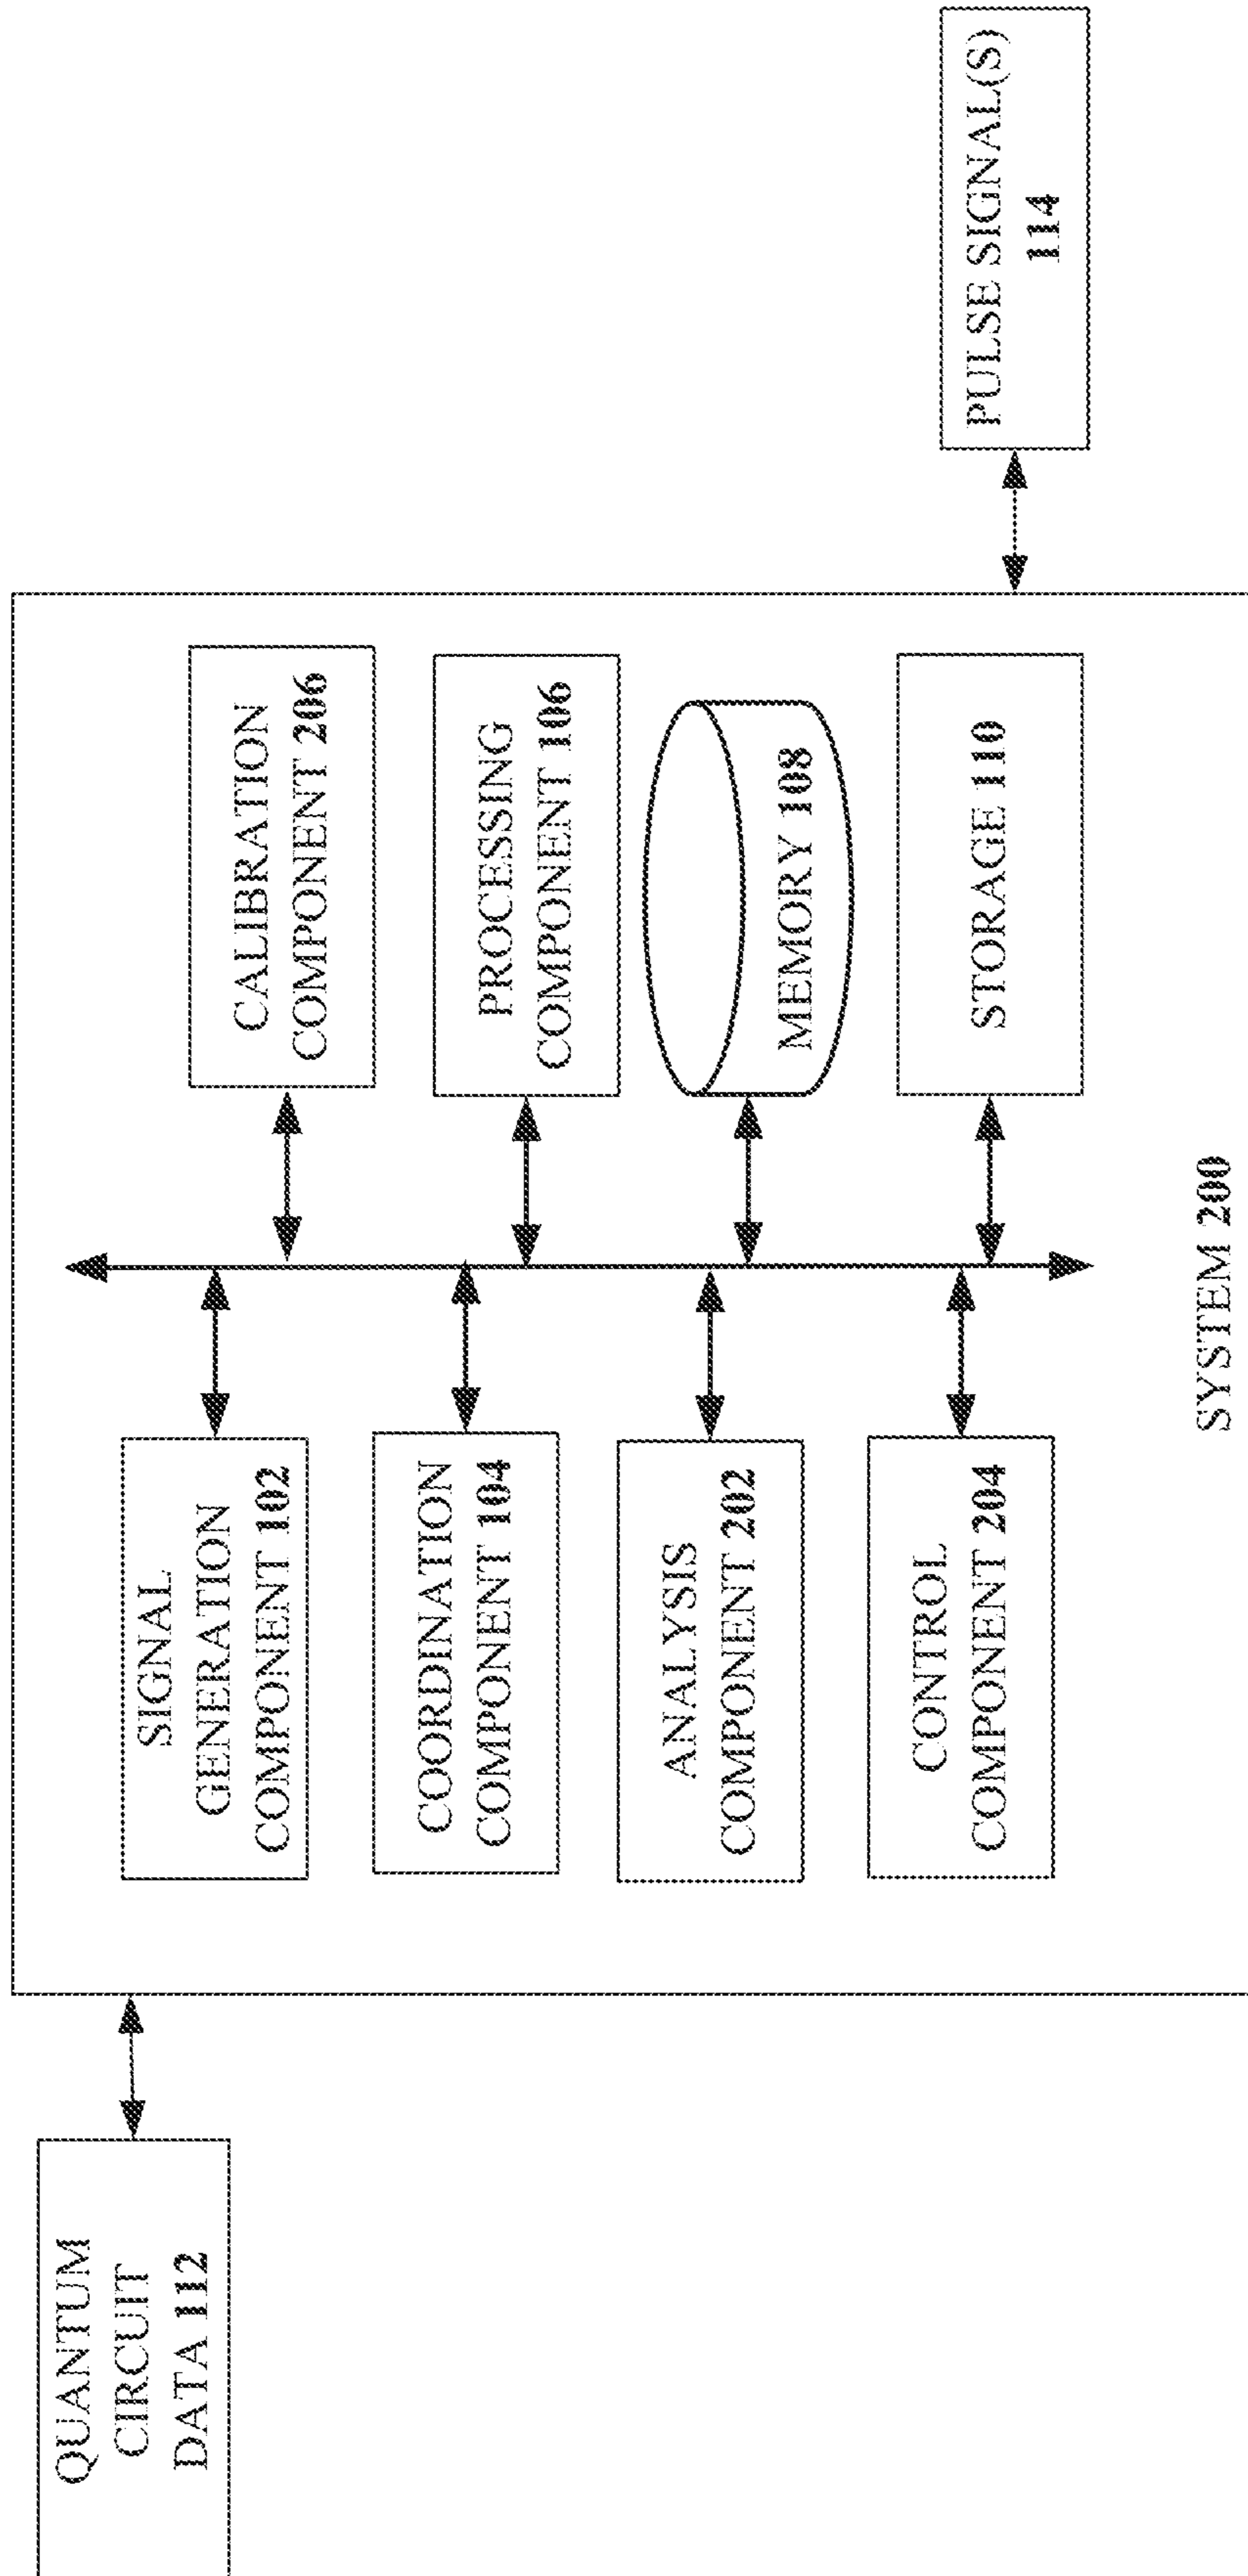 QUANTUM
CIRCUIT
DATA 112
SIGNAL
GENERATION
COMPONENT 102
COORDINATION
COMPONENT 104
ANALYSIS
COMPONENT 202
CONTROL
COMPONENT 204
CALIBRATION
COMPONENT 206
PROCESSING
COMPONENT 106
MEMORY 108
STORAGE 110
SYSTEM 200
PULSE SIGNAL(S)
114